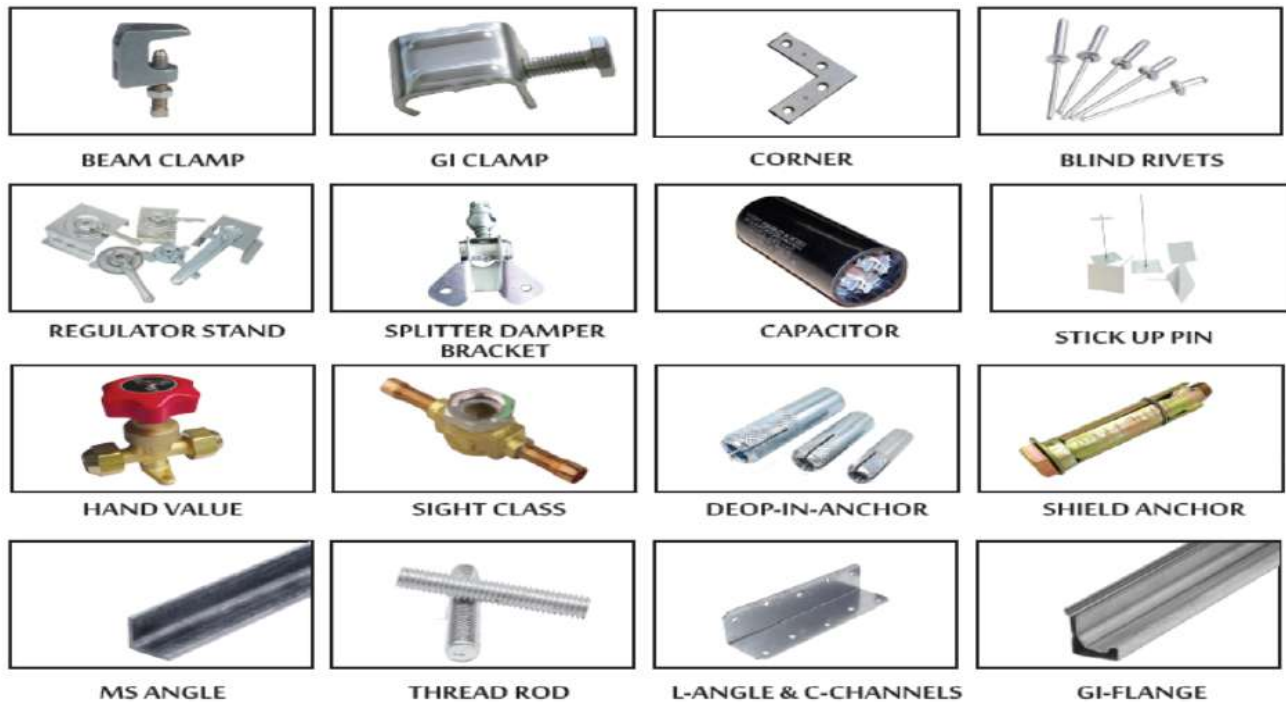 BEAM CLAMP
GI CLAMP
CORNER
BLIND RIVETS
REGULATOR STAND
SPLITTER DAMPER
BRACKET
CAPACITOR
STICK UP PIN
HAND VALUE
SIGHT CLASS
DEOP-IN-ANCHOR
SHIELD ANCHOR
MS ANGLE
THREAD ROD
L-ANGLE & C-CHANNELS
GI-FLANGE